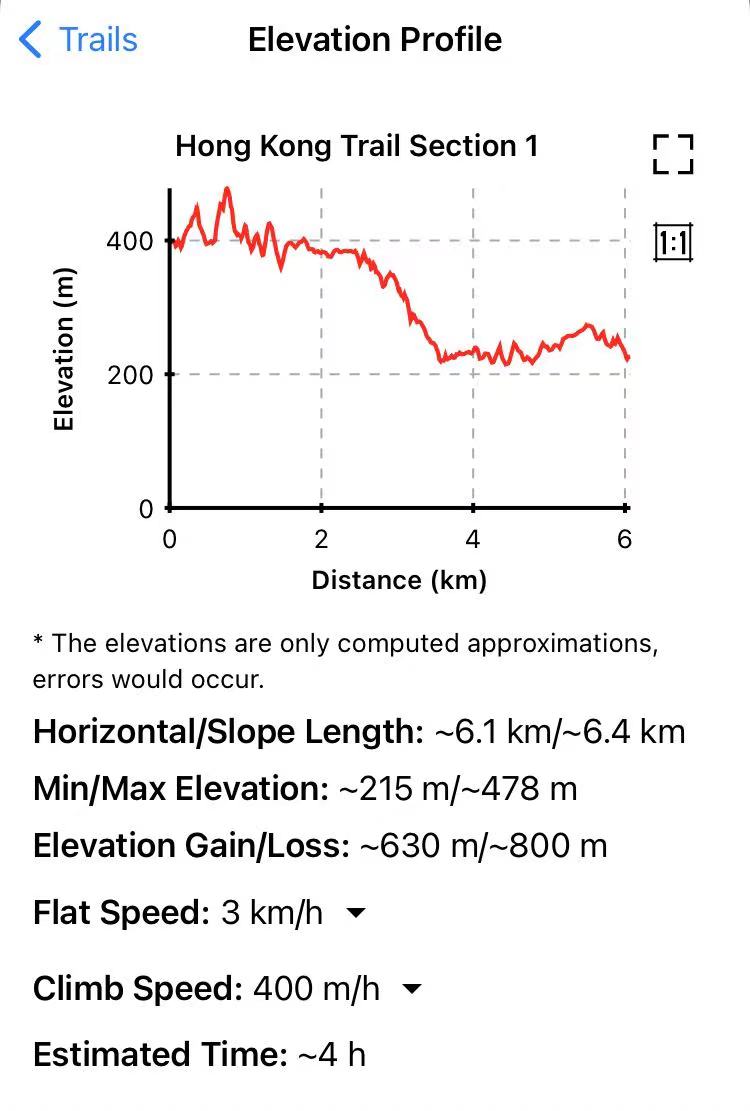 Trails
Elevation Profile
Hong Kong Trail Section 1
1:1
Elevation (m)
400
200
0
0 2 4 6
Distance (km)
* The elevations are only computed approximations,
errors would occur.
Horizontal/Slope Length: ~6.1 km/~6.4 km
Min/Max Elevation: ~215 m/~478 m
Elevation Gain/Loss: ~630 m/~800 m
Flat Speed: 3 km/h
Climb Speed: 400 m/h
Estimated Time: ~4 h